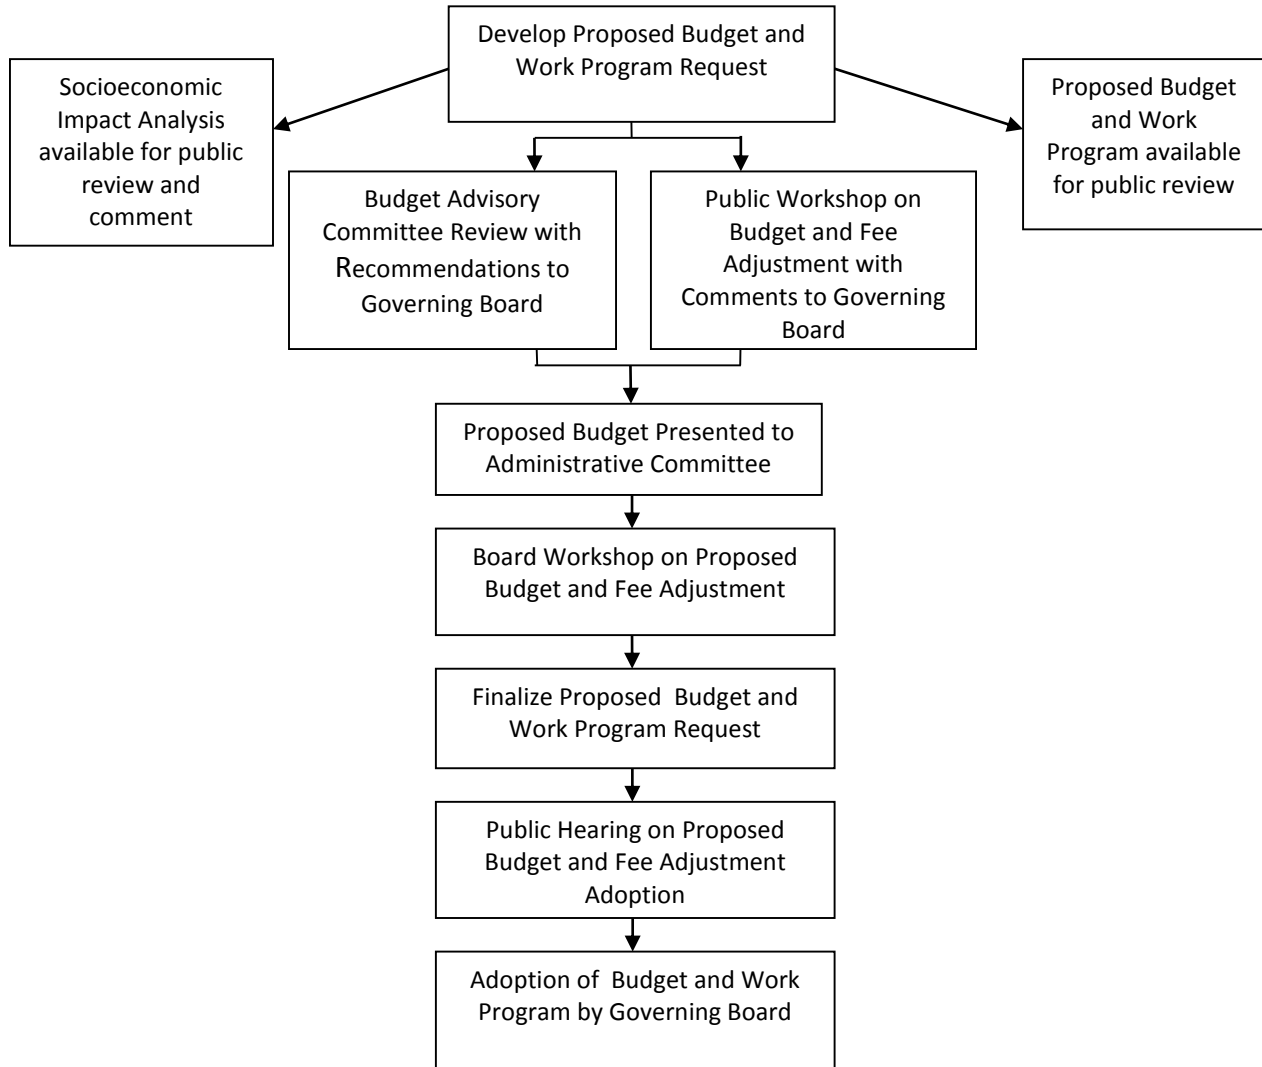 Develop Proposed Budget and
Work Program Request
Socioeconomic
Impact Analysis
available for public
review and
comment
Proposed Budget
and Work
Program available
for public review
Budget Advisory
Committee Review with
Recommendations to
Governing Board
Public Workshop on
Budget and Fee
Adjustment with
Comments to Governing
Board
Proposed Budget Presented to
Administrative Committee
Board Workshop on Proposed
Budget and Fee Adjustment
Finalize Proposed  Budget and
Work Program Request
Public Hearing on Proposed
Budget and Fee Adjustment
Adoption
Adoption of  Budget and Work
Program by Governing Board